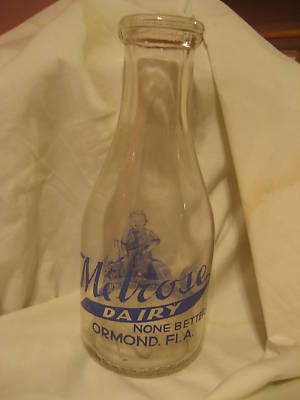 Melrose
DAIRY
NONE BETTER
ORMOND. FLA.